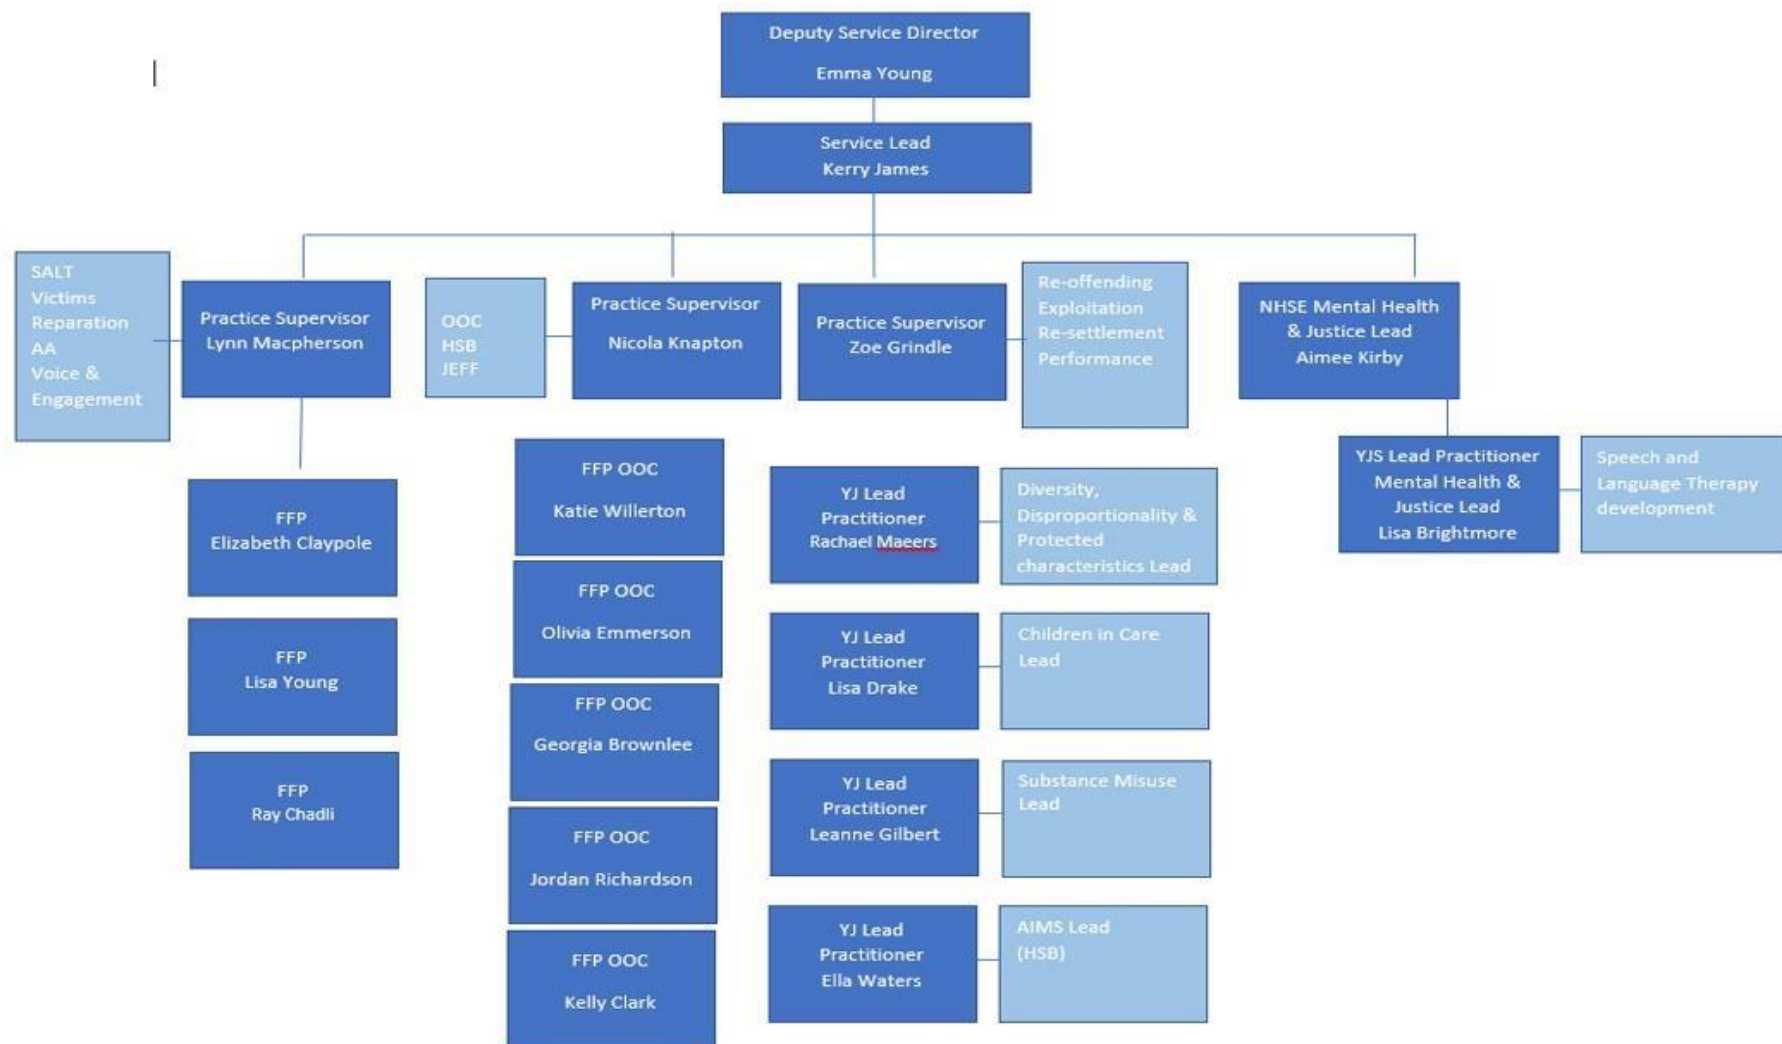 Deputy Service Director
Emma Young
Service Lead
Kerry James
SALT
Victims
Reparation
AA
Voice &
Engagement
Practice Supervisor
Lynn Macpherson
OOC
HSB
JEFF
Practice Supervisor
Nicola Knapton
Practice Supervisor
Zoe Grindle
Re-offending
Exploitation
Re-settlement
Performance
NHSE Mental Health
& Justice Lead
Aimee Kirby
YJS Lead Practitioner
Mental Health &
Justice Lead
Lisa Brightmore
Speech and
Language Therapy
development
FFP
Elizabeth Claypole
FFP
Lisa Young
FFP
Ray Chadli
FFP OOC
Katie Willerton
FFP OOC
Olivia Emmerson
FFP OOC
Georgia Brownlee
FFP OOC
Jordan Richardson
FFP OOC
Kelly Clark
YJ Lead
Practitioner
Rachael Maeers
Diversity,
Disproportionality &
Protected
characteristics Lead
YJ Lead
Practitioner
Lisa Drake
Children in Care
Lead
YJ Lead
Practitioner
Leanne Gilbert
Substance Misuse
Lead
YJ Lead
Practitioner
Ella Waters
AIMS Lead
(HSB)